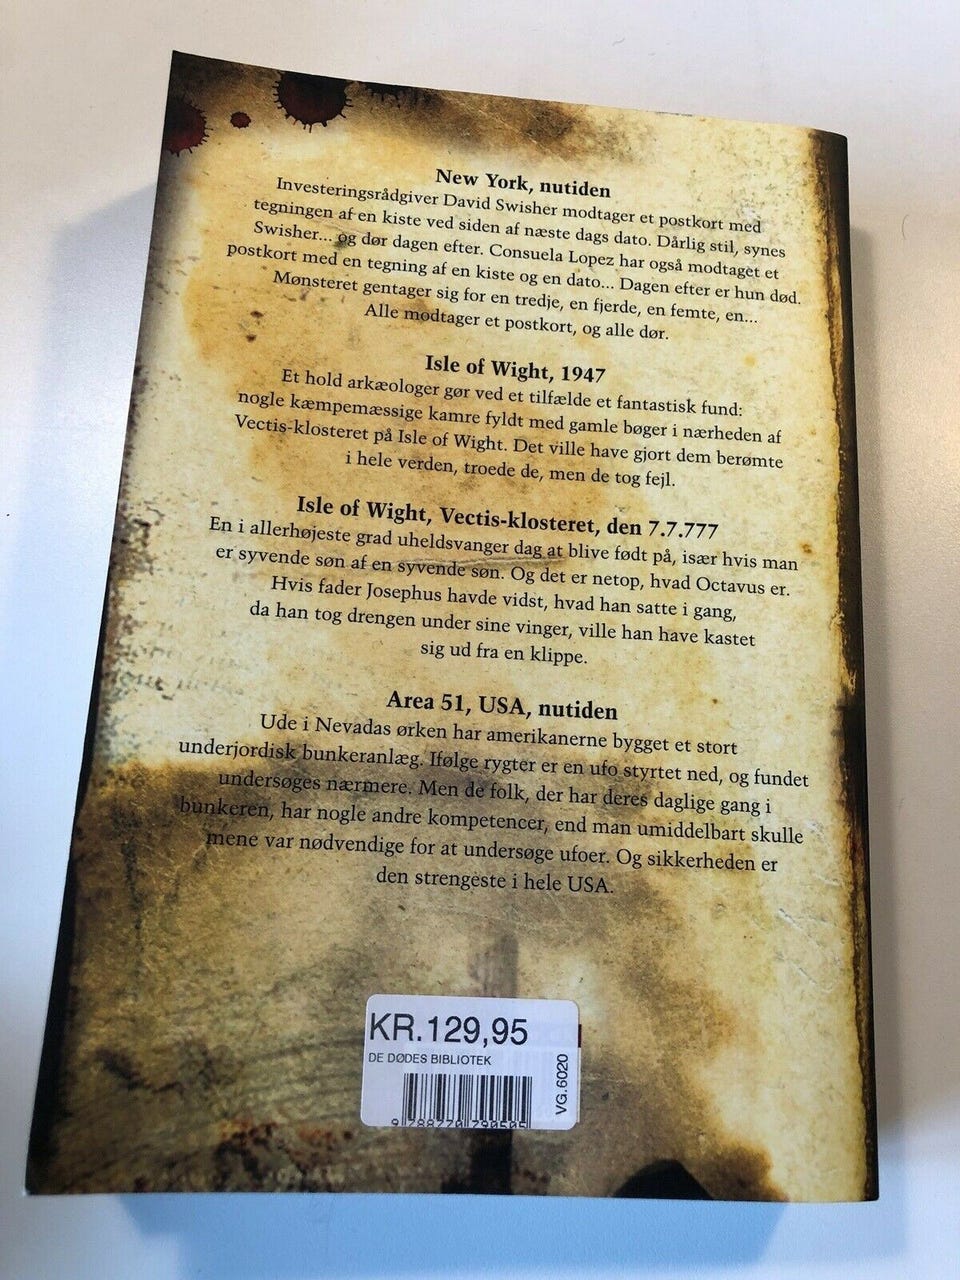 New York, nutiden
Investeringsrådgiver David Swisher modtager et postkort med
tegningen af en kiste ved siden af næste dags dato. Dårlig stil, synes
Swisher... og dør dagen efter. Consuela Lopez har også modtaget et
postkort med en tegning af en kiste og en dato... Dagen efter er hun død.
Mønsteret gentager sig for en tredje, en fjerde, en femte, en...
Alle modtager et postkort, og alle dør.
Isle of Wight, 1947
Et hold arkæologer gør ved et tilfælde et fantastisk fund:
nogle kæmpemæssige kamre fyldt med gamle bøger i nærheden af
Vectis-klosteret på Isle of Wight. Det ville have gjort dem berømte
i hele verden, troede de, men de tog fejl.
Isle of Wight, Vectis-klosteret, den 7.7.777
En i allerhøjeste grad uheldsvanger dag at blive født på, især hvis man
er syvende søn af en syvende søn. Og det er netop, hvad Octavus er.
Hvis fader Josephus havde vidst, hvad han satte i gang,
da han tog drengen under sine vinger, ville han have kastet
sig ud fra en klippe.
Area 51, USA, nutiden
Ude i Nevadas ørken har amerikanerne bygget et stort
underjordisk bunkeranlæg. Ifølge rygter er en ufo styrtet ned, og fundet
undersøges nærmere. Men de folk, der har deres daglige gang i
bunkeren, har nogle andre kompetencer, end man umiddelbart skulle
mene var nødvendige for at undersøge ufoer. Og sikkerheden er
den strengeste i hele USA.
KR.129,95
DE DØDES BIBLIOTEK
VG.6020
9 788770 790505